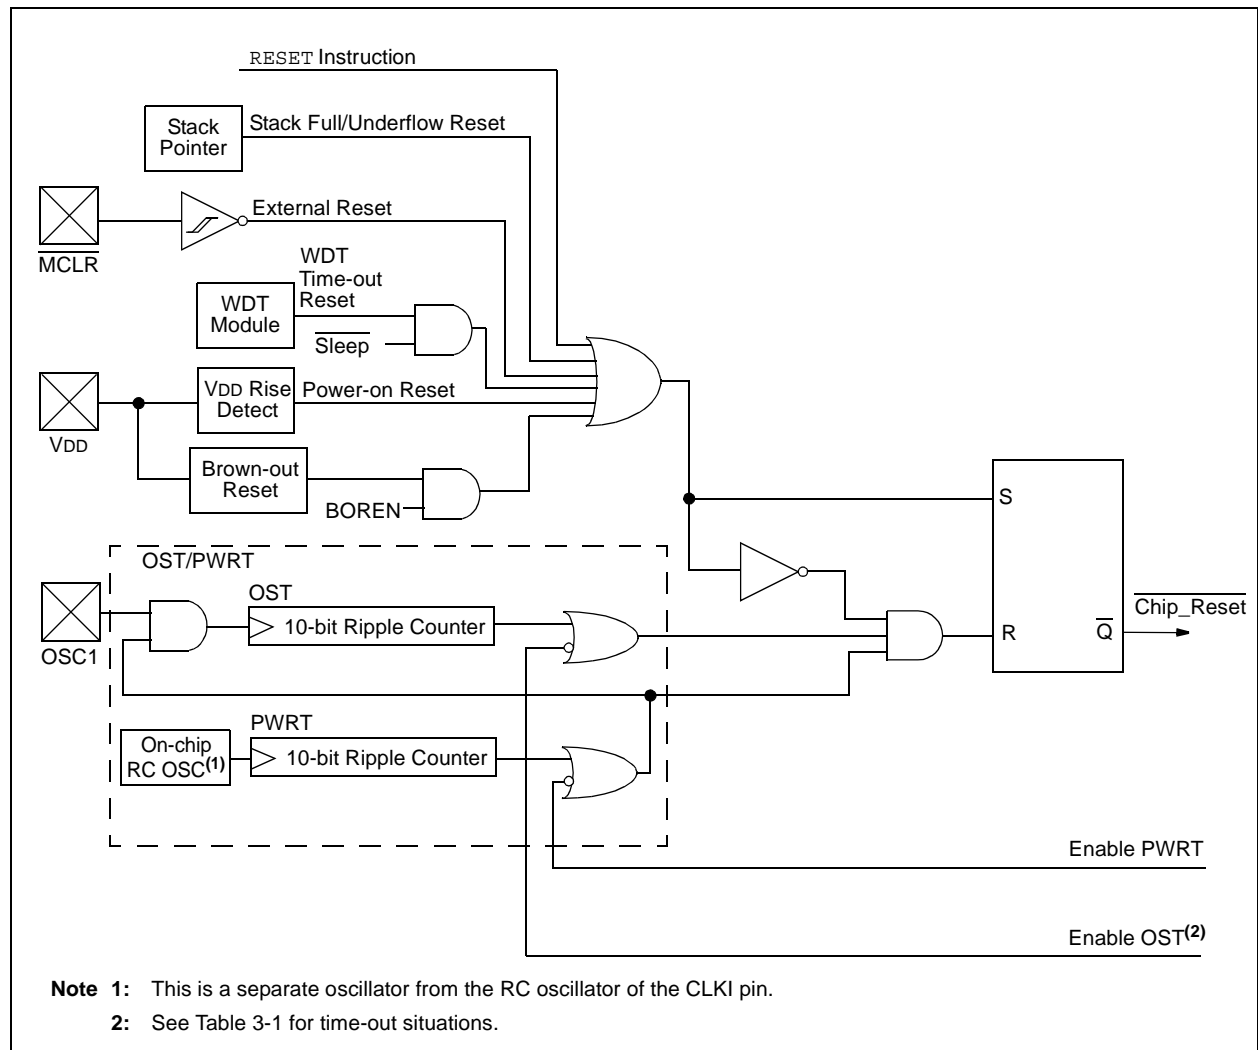 RESET Instruction
Stack
Pointer
Stack Full/Underflow Reset
External Reset
MCLR
WDT
Time-out
Reset
WDT
Module
Sleep
VDD Rise
Detect
Power-on Reset
VDD
Brown-out
Reset
BOREN
S
OST/PWRT
OST
10-bit Ripple Counter
OSC1
Chip_Reset
R
Q
PWRT
On-chip
RC OSC(1)
10-bit Ripple Counter
Enable PWRT
Enable OST(2)
Note 1: This is a separate oscillator from the RC oscillator of the CLKI pin.
2: See Table 3-1 for time-out situations.